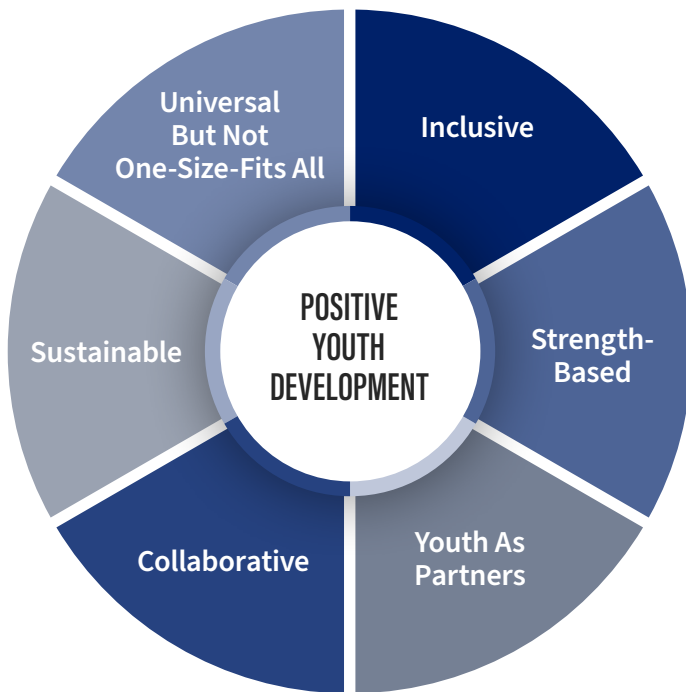 Universal
But Not
One-Size-Fits All
Inclusive
Strength-
Based
Youth As
Partners
Collaborative
Sustainable
POSITIVE
YOUTH
DEVELOPMENT